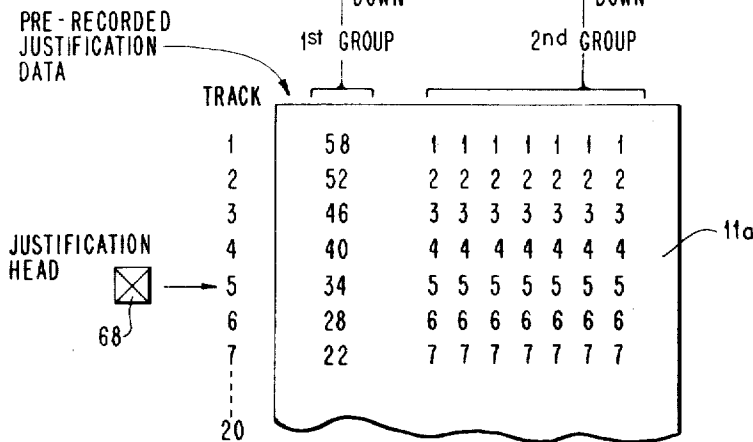 DOWN DOWN
PRE-RECORDED
JUSTIFICATION
DATA
1st GROUP 2nd GROUP
TRACK
1 58 1 1 1 1 1 1 1
2 52 2 2 2 2 2 2 2
3 46 3 3 3 3 3 3 3
4 40 4 4 4 4 4 4 4
11a
JUSTIFICATION
HEAD
5 34 5 5 5 5 5 5 5
68
6 28 6 6 6 6 6 6 6
7 22 7 7 7 7 7 7 7
20